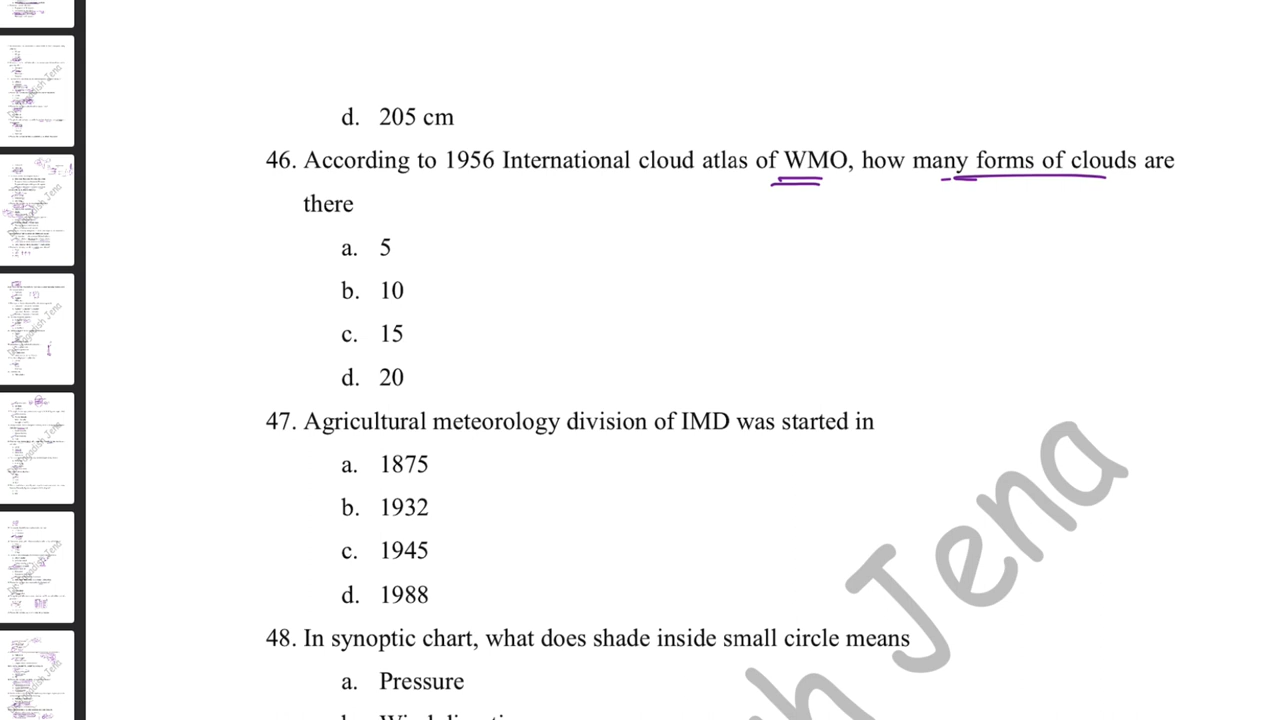 d. 205 cm
46. According to 1956 International cloud atlas of WMO, how many forms of clouds are
there
a. 5
b. 10
c. 15
d. 20
47. Agricultural meteorology division of IMD was started in
a. 1875
b. 1932
c. 1945
d. 1988
48. In synoptic chart, what does shade inside small circle means
a. Pressure
Jena